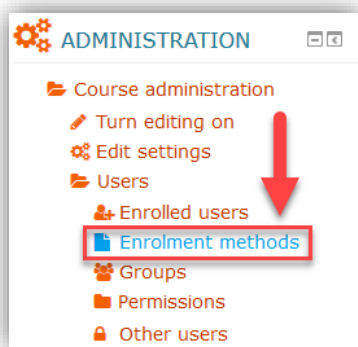 ADMINISTRATION
Course administration
Turn editing on
Edit settings
Users
Enrolled users
Enrolment methods
Groups
Permissions
Other users